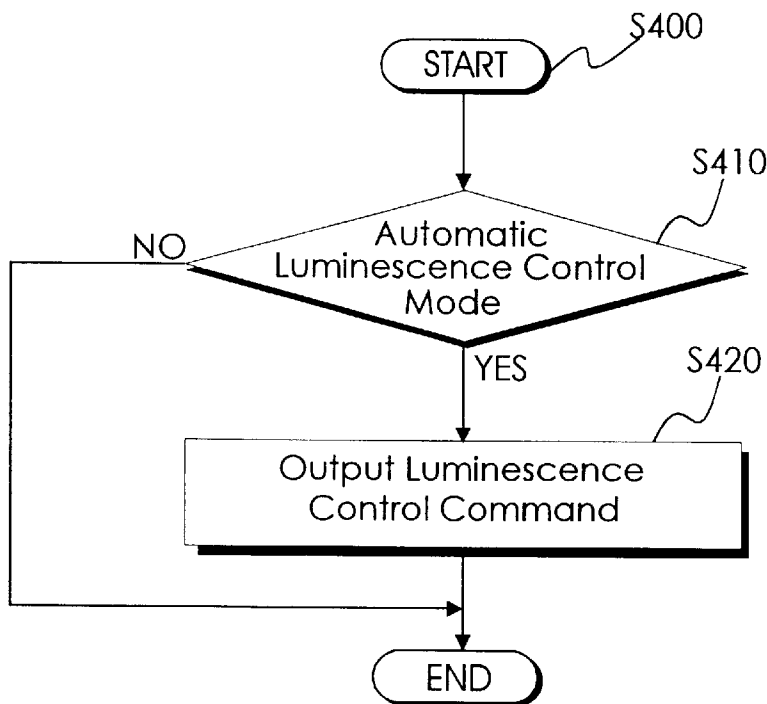 S400
START
S410
Automatic
Luminescence Control
Mode
NO
YES
S420
Output Luminescence
Control Command
END